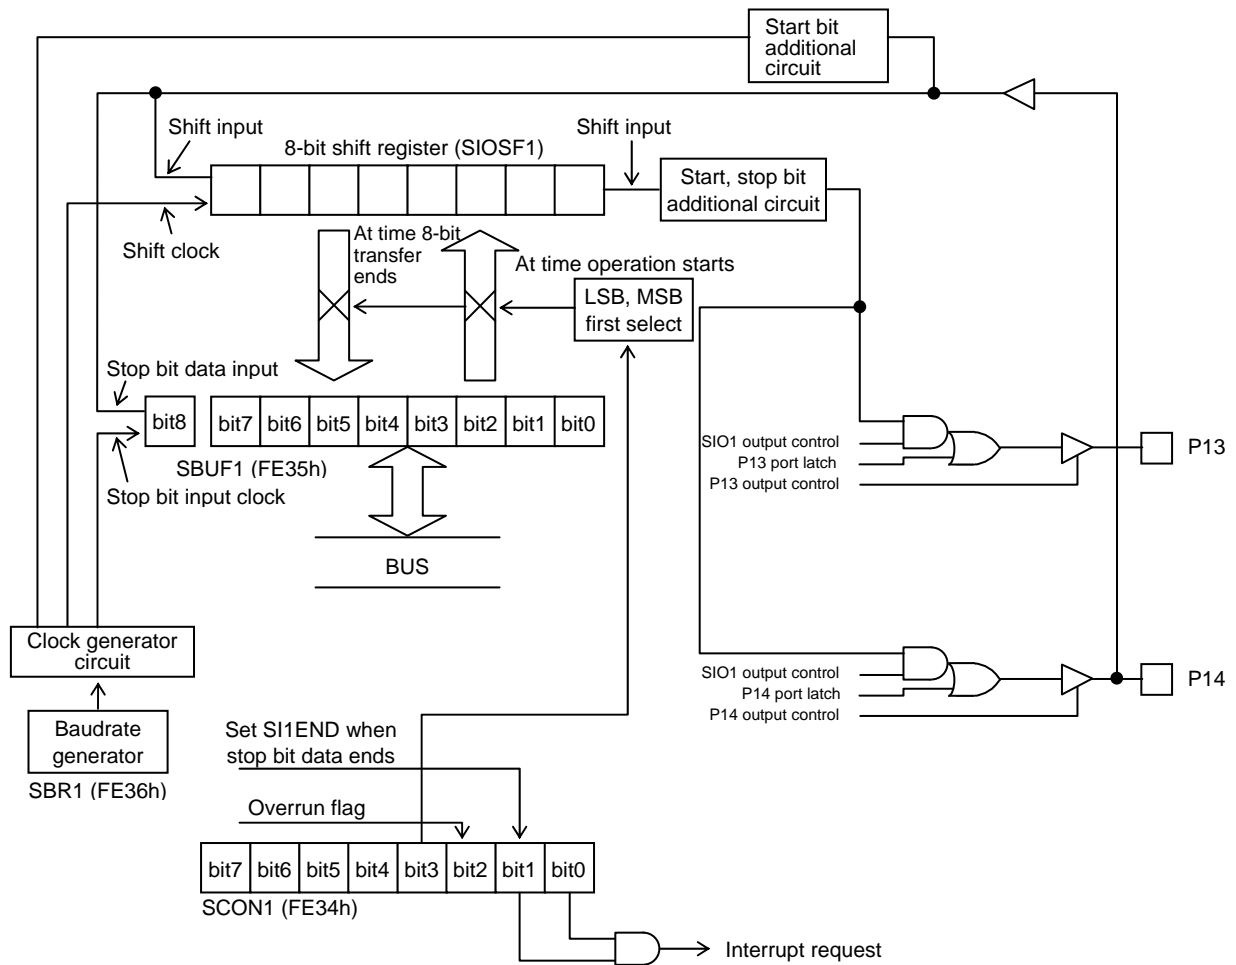 Start bit
additional
circuit
Shift input
Shift input
8-bit shift register (SIOSF1)
Start, stop bit
additional circuit
Shift clock
At time 8-bit
transfer
ends
At time operation starts
LSB, MSB
first select
Stop bit data input
bit8
bit7 bit6 bit5 bit4 bit3 bit2 bit1 bit0
SBUF1 (FE35h)
Stop bit input clock
BUS
SIO1 output control
P13 port latch
P13 output control
P13
Clock generator
circuit
Baudrate
generator
SBR1 (FE36h)
SIO1 output control
P14 port latch
P14 output control
P14
Set SI1END when
stop bit data ends
Overrun flag
bit7 bit6 bit5 bit4 bit3 bit2 bit1 bit0
SCON1 (FE34h)
Interrupt request